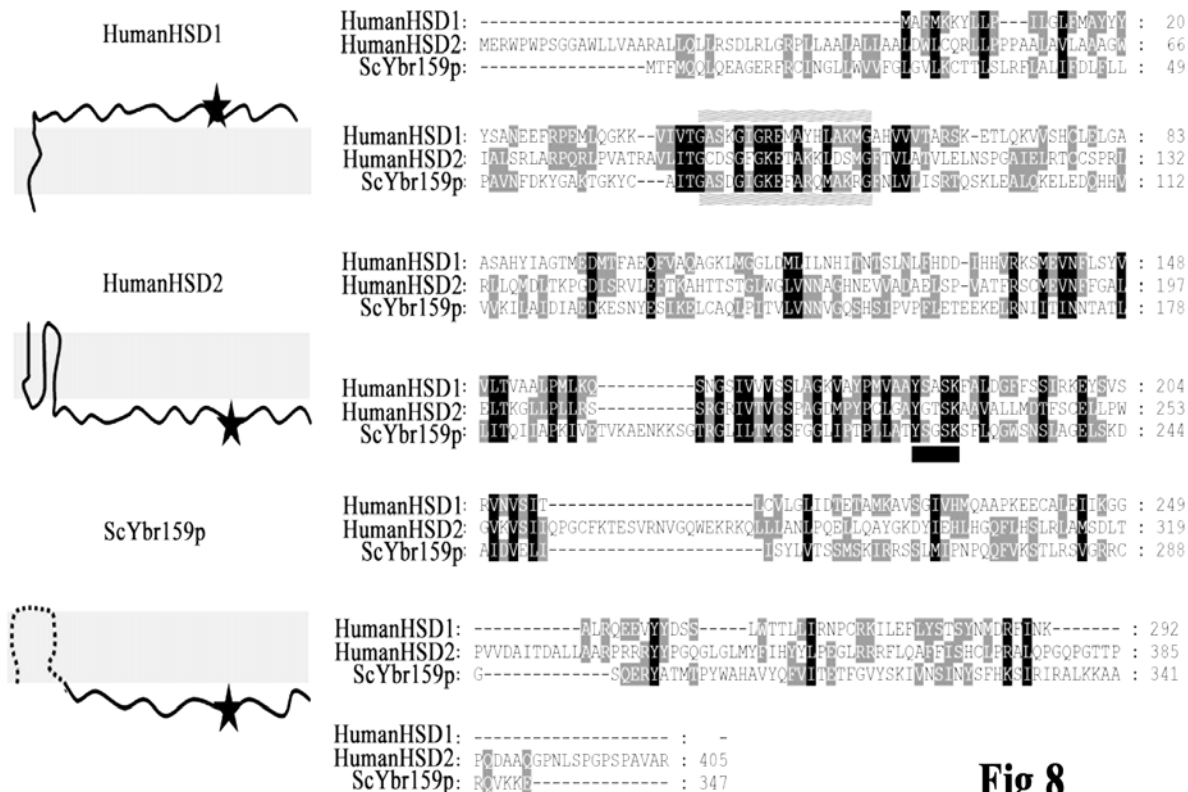 HumanHSD1
HumanHSD1: -------------------------------------------MAFMKKYLLP---ILGLFMAYYY : 20
HumanHSD2: MERWPWPSGGAWLLVAARALLQLLRSDLRLGRPLLAALALLAALDWLCQRLLPPPAALAVLAAAGW : 66
ScYbr159p: -----------------MTFMQQLQEAGERFRCINGLLWVVFGLGVLKCTTLSLRFLALIFDLFLL : 49
HumanHSD1: YSANEEFRPEMLQGKK--VIVTGASKGIGREMAYHLAKMGAHVVVTARSK-ETLQKVVSHCLELGA : 83
HumanHSD2: IALSRLARPQRLPVATRAVLITGCDSGFGKETAKKLDSMGFTVLATVLELNSPGAIELRTCCSPRL : 132
ScYbr159p: PAVNFDKYGAKTGKYC---AITGASDGIGKEFARQMAKRGFNLVLISRTQSKLEALQKELEDQHHV : 112
HumanHSD2
HumanHSD1: ASAHYIAGTMEDMTFAEQFVAQAGKLMGGLDMLILNHITNTSLNLFHDD-IHHVRKSMEVNFLSYV : 148
HumanHSD2: RLLQMDLTKPGDISRVLEFTKAHTTSTGLWGLVNNAGHNEVVADAELSP-VATFRSCMEVNFFGAL : 197
ScYbr159p: VVKILAIDIAEDKESNYESIKELCAQLPITVLVNNVGQSHSIPVPFLETEEKELRNIITINNTATL : 178
HumanHSD1: VLTVAALPMLKQ----------SNGSIVVVSSLAGKVAYPMVAAYSASKFALDGFFSSIRKEYSVS : 204
HumanHSD2: ELTKGLLPLLRS----------SRGRIVTVGSPAGDMPYPCLGAYGTSKAAVALLMDTFSCELLPW : 253
ScYbr159p: LITQILAPKIVETVKAENKKSGTRGLILTMGSFGGLIPTPLLATYSGSKSFLQGWSNSLAGELSKD : 244
ScYbr159p
HumanHSD1: RVNVSIT---------------------LCVLGLIDTETAMKAVSGIVHMQAAPKEECALEIIKGG : 249
HumanHSD2: GVKVSIIQPGCFKTESVRNVGQWEKRKQLLLANLPQELLQAYGKDYIEHLHGQFLHSLRLAMSDLT : 319
ScYbr159p: AIDVELI----------------------ISYLVTSSMSKIRRSSLMIPNPQQFVKSTLRSVGRRC : 288
HumanHSD1: -----------ALRQEEVYYDSS-----LWTTLLIRNPCRKILEFLYSTSYNMDRFINK------- : 292
HumanHSD2: PVVDAITDALLAARPRRRYYPGQGLGLMYFIHYYLPEGLRRRFLQAFFISHCLPRALQPGQPGTTP : 385
ScYbr159p: G-------------SQERYATMTPYWAHAVYQFVITETFGVYSKIVNSINYSFHKSIRIRALKKAA : 341
HumanHSD1: -------------------- : -
HumanHSD2: PQDAAQGPNLSPGPSPAVAR : 405
ScYbr159p: RQVKKE-------------- : 347
Fig 8